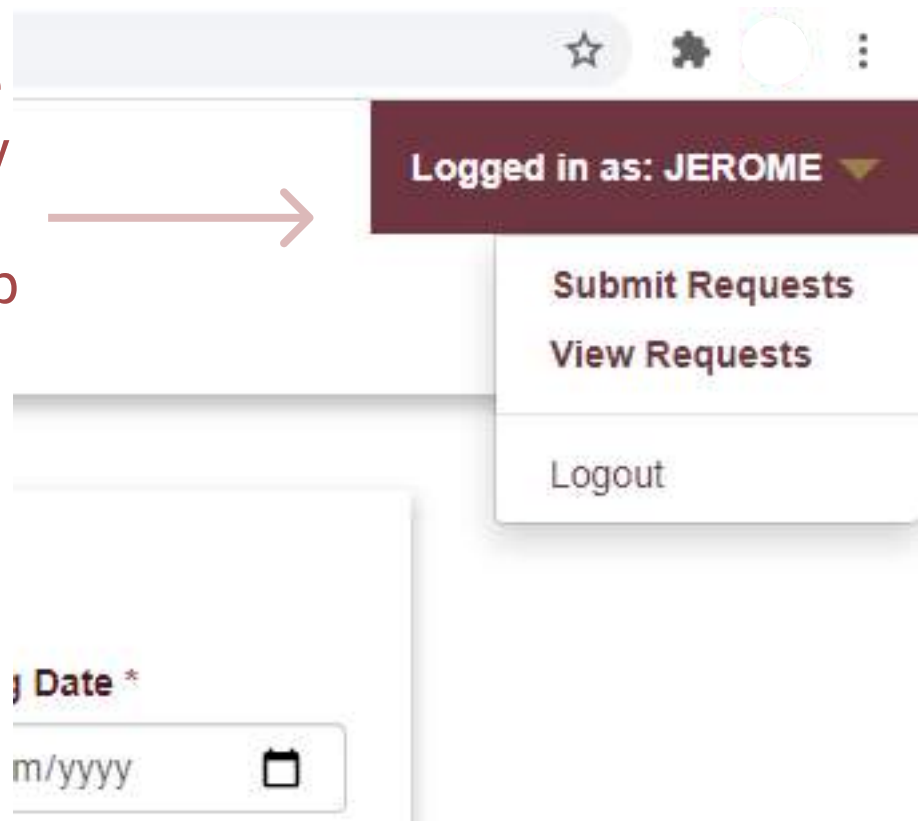 Logged in as: JEROME
Submit Requests
View Requests
Logout
Date *
m/yyyy